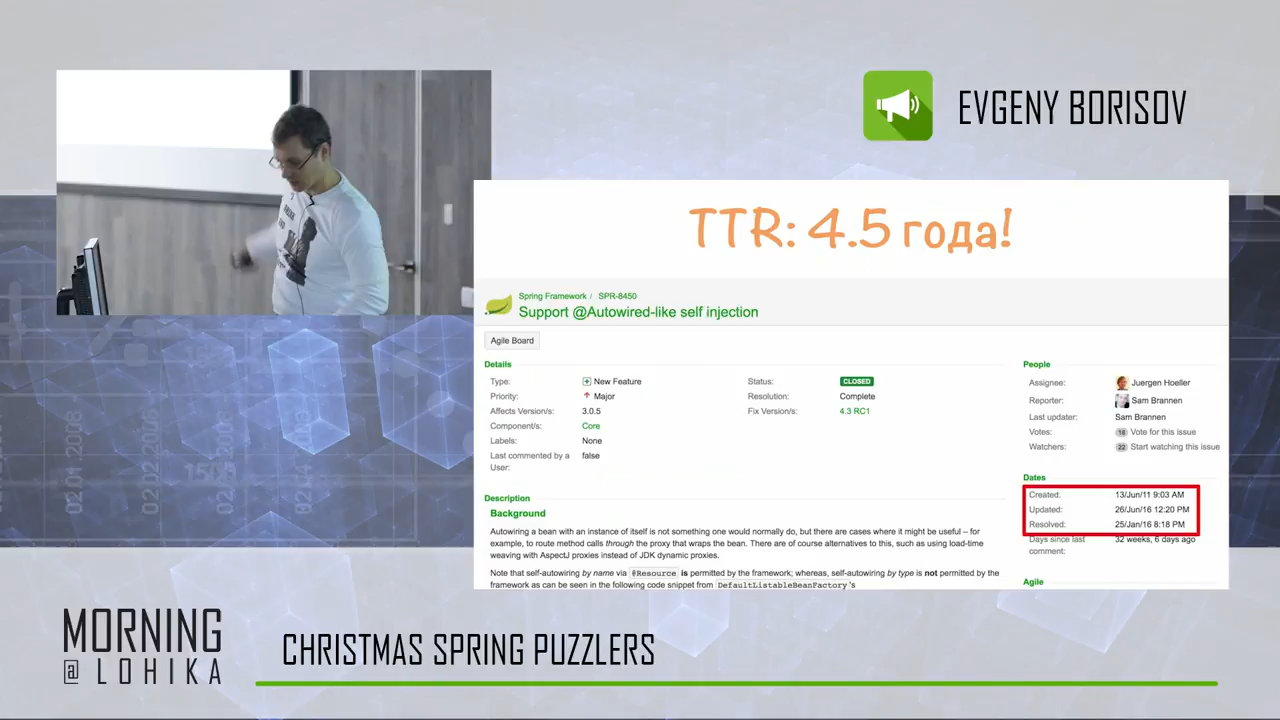 EVGENY BORISOV
TTR: 4.5 года!
Spring Framework / SPR-8450
Support @Autowired-like self injection
Agile Board
Details
Type: New Feature
Priority: Major
Affects Version/s: 3.0.5
Component/s: Core
Labels: None
Last commented by a User: false
Status: CLOSED
Resolution: Complete
Fix Version/s: 4.3 RC1
People
Assignee: Juergen Hoeller
Reporter: Sam Brannen
Last updater: Sam Brannen
Votes: 18 Vote for this issue
Watchers: 22 Start watching this issue
Dates
Created: 13/Jun/11 9:03 AM
Updated: 26/Jun/16 12:20 PM
Resolved: 25/Jan/16 8:18 PM
Days since last comment: 32 weeks, 6 days ago
Agile
Description
Background
Autowiring a bean with an instance of itself is not something one would normally do, but there are cases where it might be useful – for
example, to route method calls through the proxy that wraps the bean. There are of course alternatives to this, such as using load-time
weaving with AspectJ proxies instead of JDK dynamic proxies.
Note that self-autowiring by name via @Resource is permitted by the framework; whereas, self-autowiring by type is not permitted by the
framework as can be seen in the following code snippet from DefaultListableBeanFactory's
MORNING
@ LOHIKA
CHRISTMAS SPRING PUZZLERS